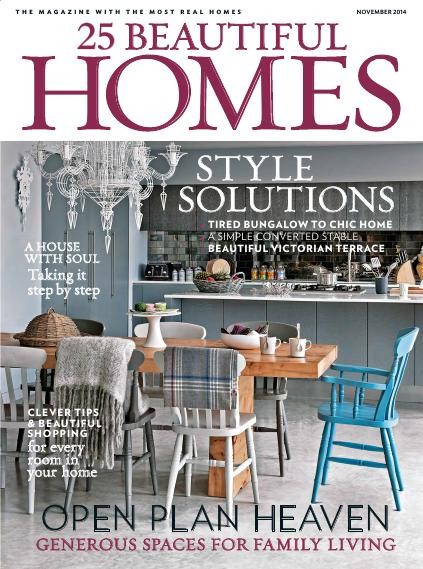 THE MAGAZINE WITH THE MOST REAL HOMES
NOVEMBER 2014
25 BEAUTIFUL
HOMES
STYLE
SOLUTIONS
TIRED BUNGALOW TO CHIC HOME
A SIMPLE CONVERTED STABLE
BEAUTIFUL VICTORIAN TERRACE
A HOUSE
WITH SOUL
Taking it
step by step
CLEVER TIPS
& BEAUTIFUL
SHOPPING
for every
room in
your home
OPEN PLAN HEAVEN
GENEROUS SPACES FOR FAMILY LIVING